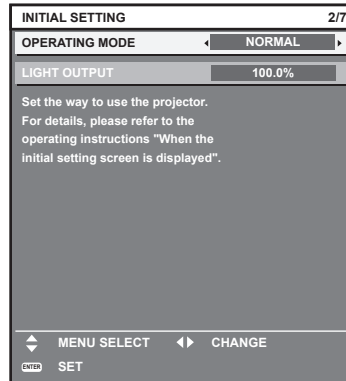 INITIAL SETTING 2/7
OPERATING MODE NORMAL
LIGHT OUTPUT 100.0%
Set the way to use the projector.
For details, please refer to the
operating instructions "When the
initial setting screen is displayed".
MENU SELECT CHANGE
ENTER SET